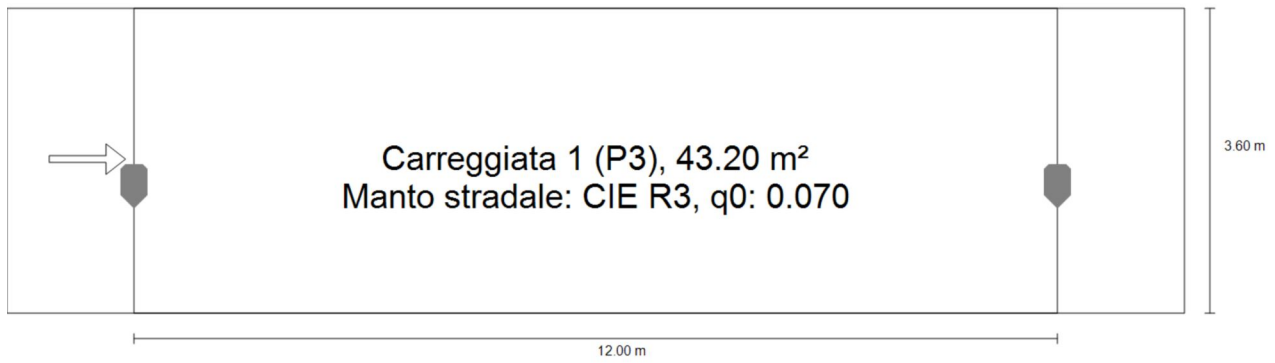 Carreggiata 1 (P3), 43.20 m²
Manto stradale: CIE R3, q0: 0.070
3.60 m
12.00 m